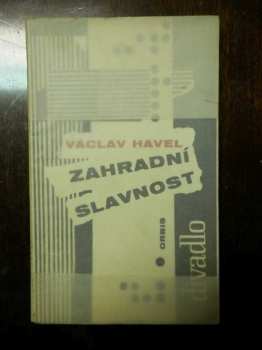 VÁCLAV HAVEL
ZAHRADNÍ
SLAVNOST
ORBIS
divadlo